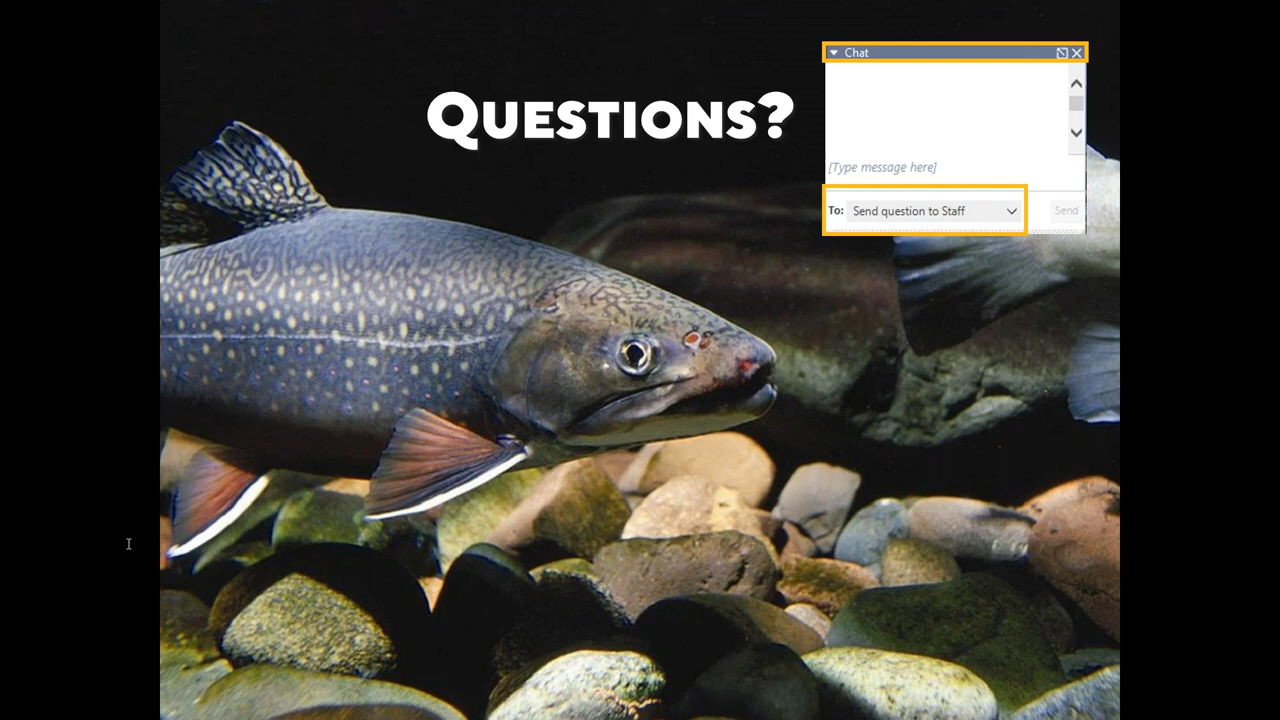 QUESTIONS?
Chat
[Type message here]
To: Send question to Staff
Send